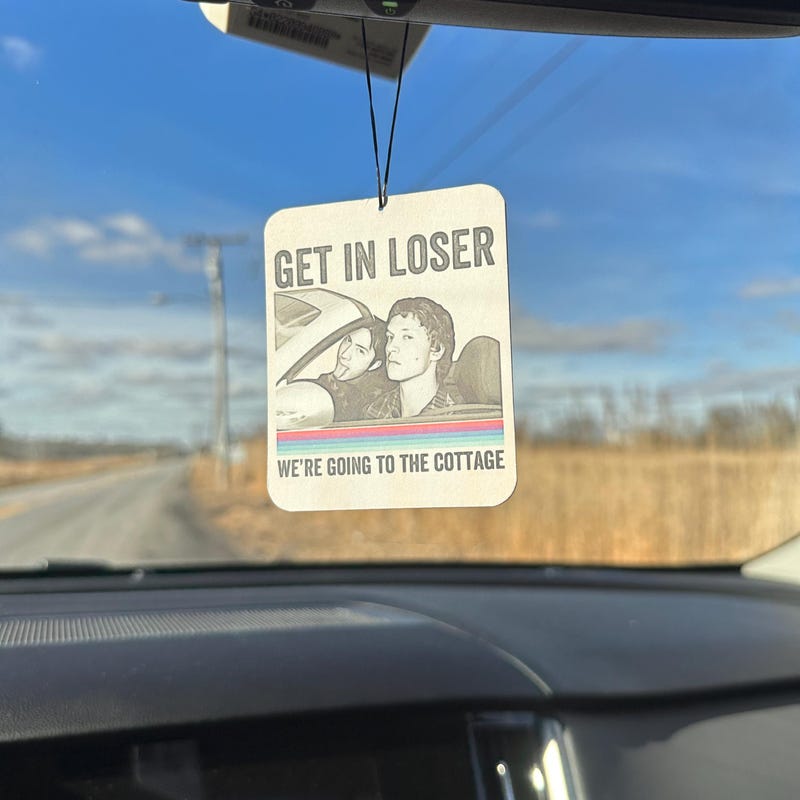 GET IN LOSER
WE'RE GOING TO THE COTTAGE